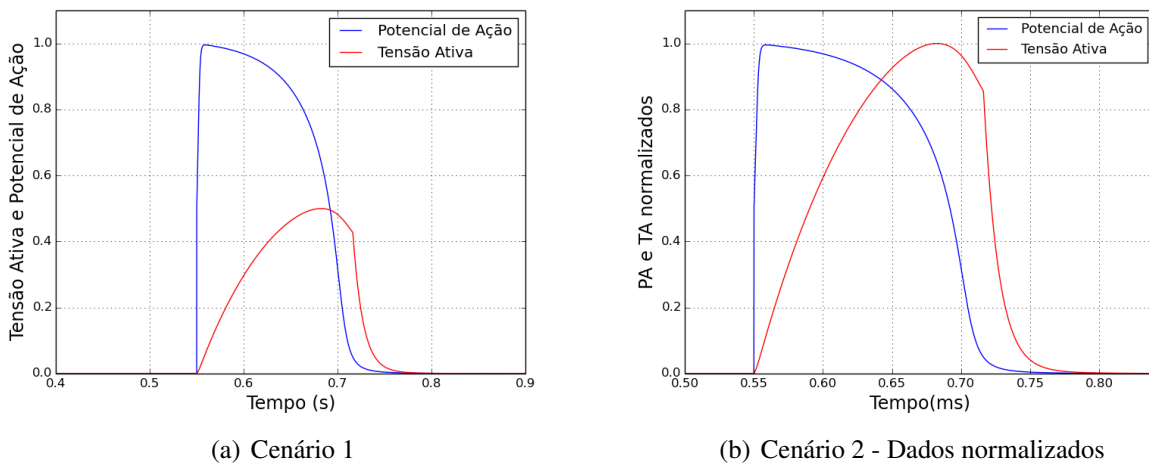 Tensão Ativa e Potencial de Ação
1.0
0.8
0.6
0.4
0.2
0.0
Potencial de Ação
Tensão Ativa
0.4 0.5 0.6 0.7 0.8 0.9
Tempo (s)
(a) Cenário 1
PA e TA normalizados
1.0
0.8
0.6
0.4
0.2
0.0
Potencial de Ação
Tensão Ativa
0.50 0.55 0.60 0.65 0.70 0.75 0.80
Tempo(ms)
(b) Cenário 2 - Dados normalizados